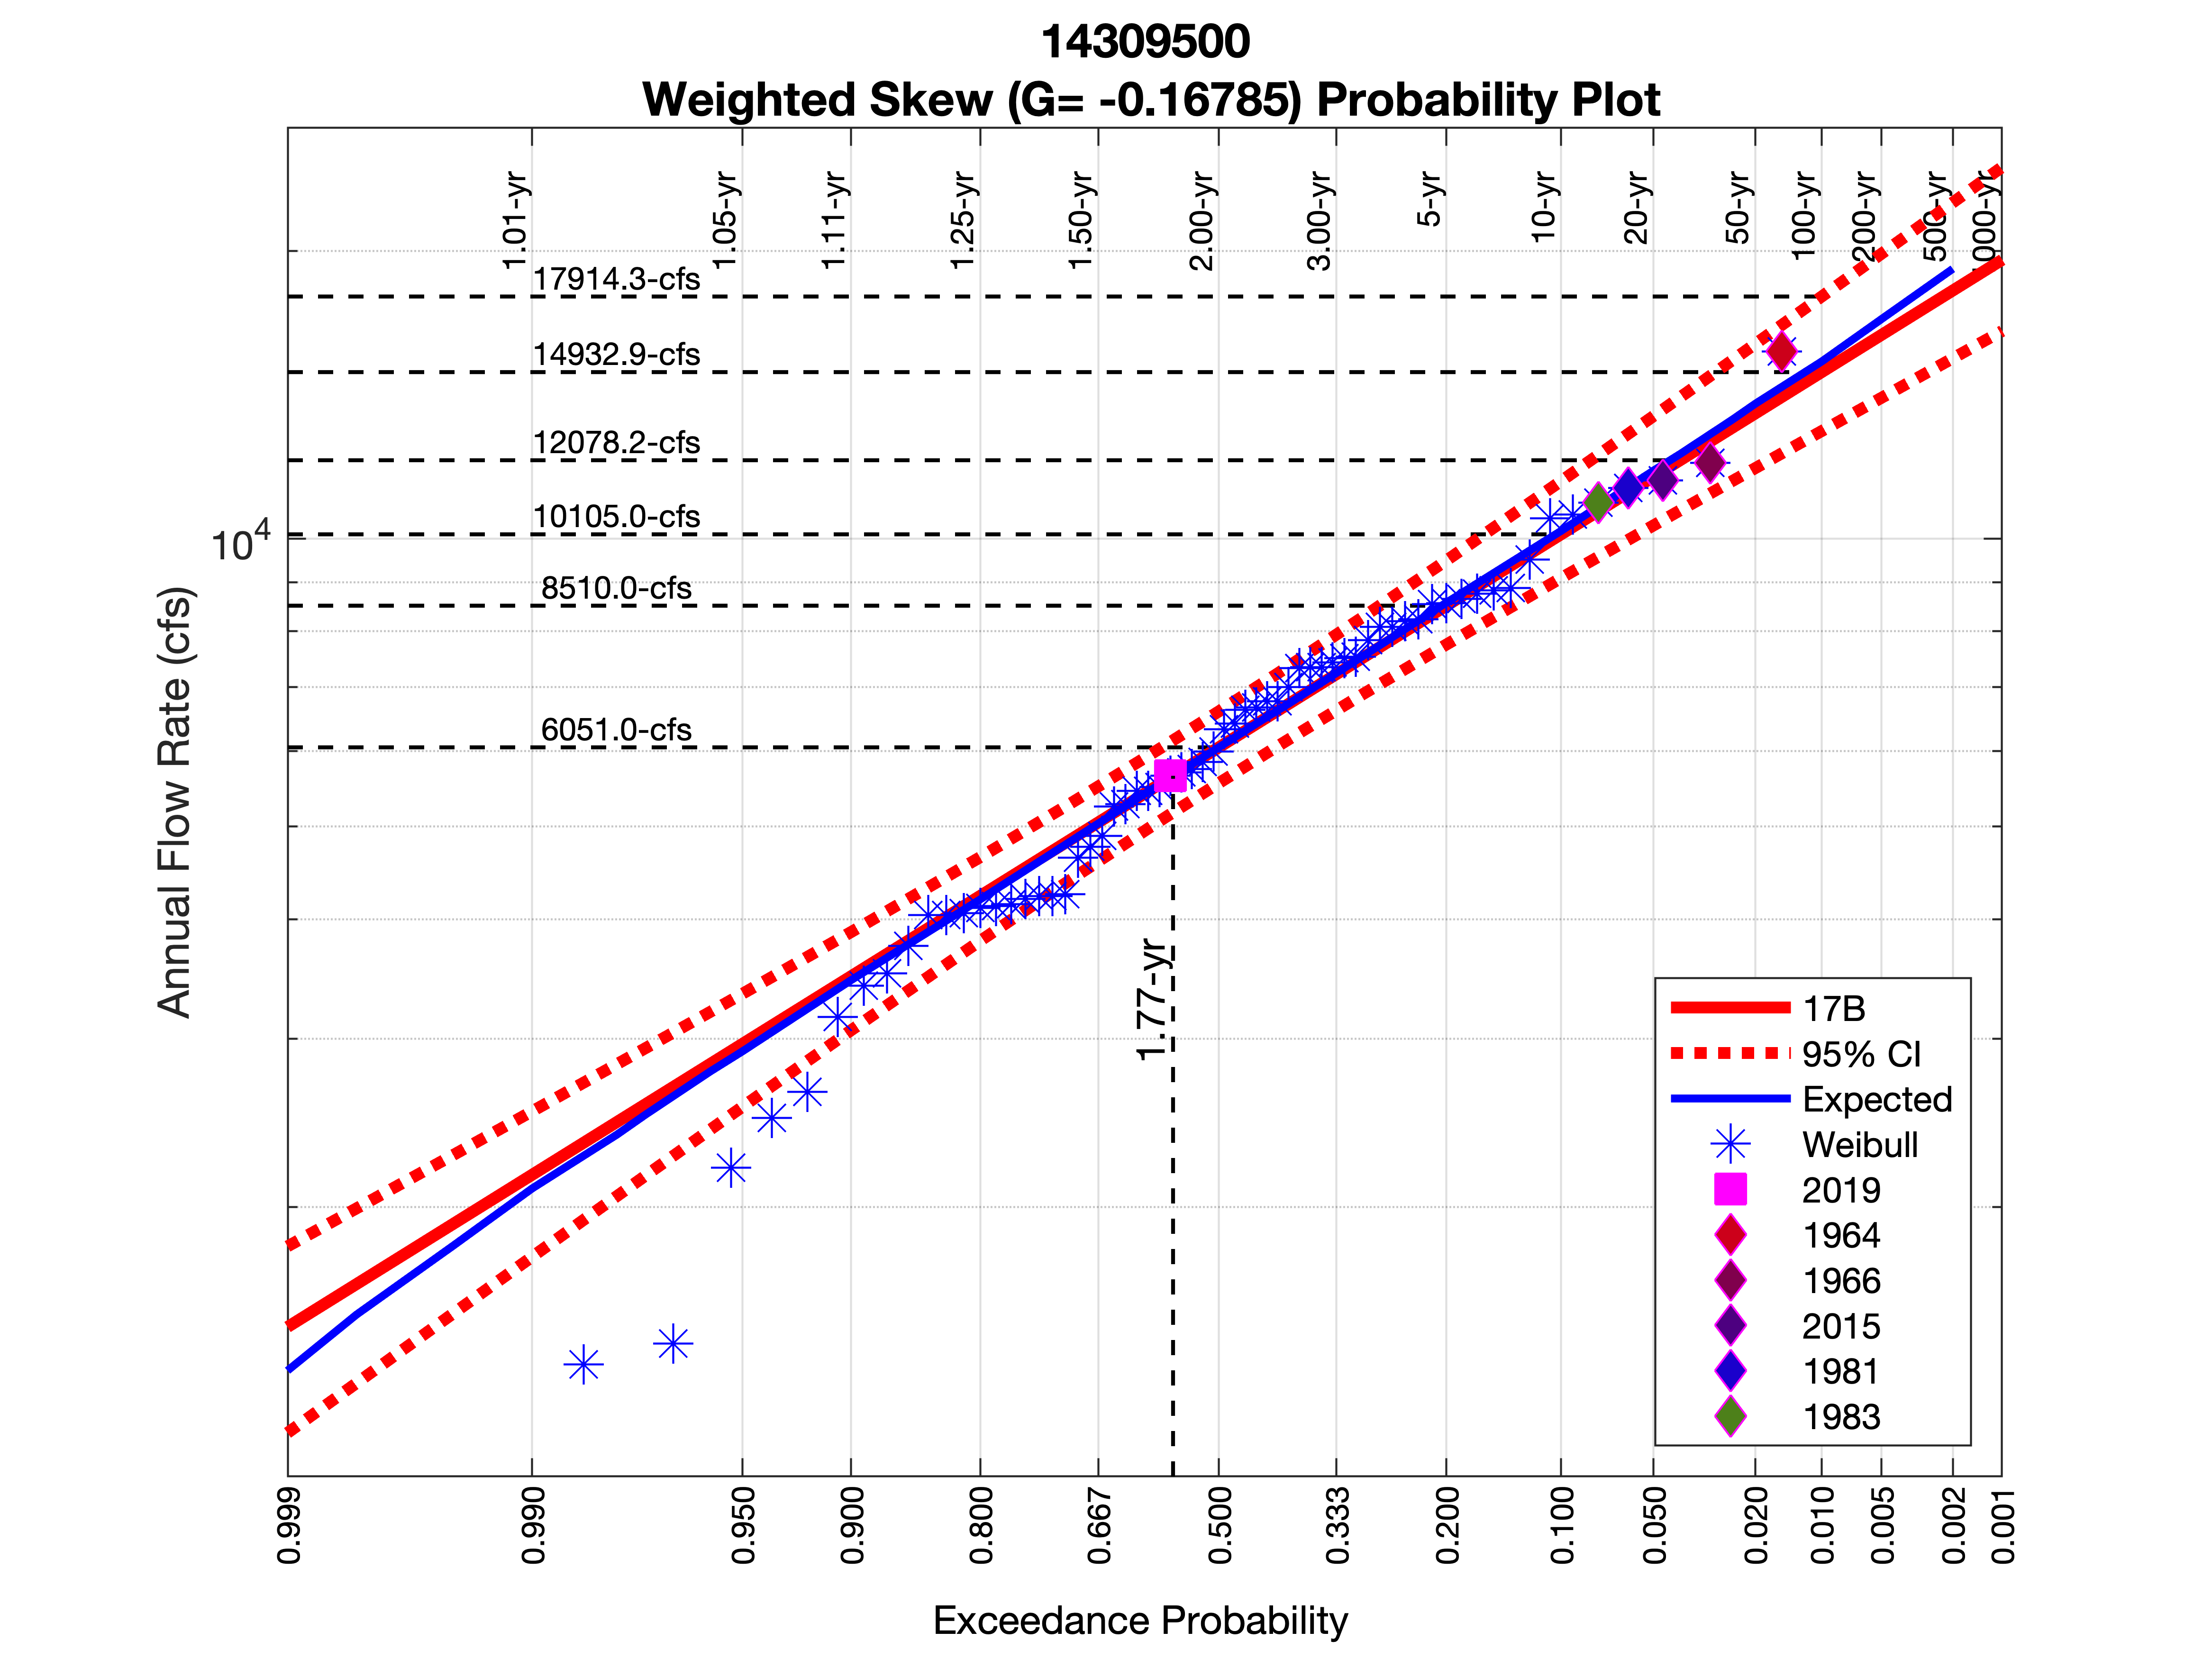 14309500
Weighted Skew (G= -0.16785) Probability Plot
1.01-yr
1.05-yr
1.11-yr
1.25-yr
1.50-yr
2.00-yr
3.00-yr
5-yr
10-yr
20-yr
50-yr
100-yr
200-yr
500-yr
17914.3-cfs
14932.9-cfs
12078.2-cfs
10105.0-cfs
8510.0-cfs
6051.0-cfs
10⁴
Annual Flow Rate (cfs)
1.77-yr
17B
95% CI
Expected
Weibull
2019
1964
1966
2015
1981
1983
0.999
0.990
0.950
0.900
0.800
0.667
0.500
0.333
0.200
0.100
0.050
0.020
0.010
0.005
0.002
0.001
Exceedance Probability